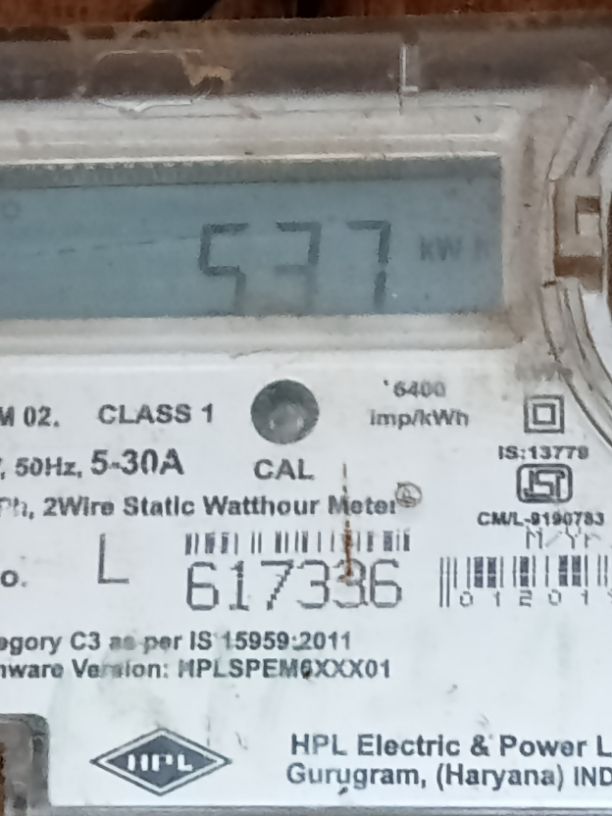 537 kWh
6400
imp/kWh
M 02. CLASS 1
, 50Hz, 5-30A
CAL
IS:13779
Ph, 2Wire Static Watthour Meter
CM/L-9190783
M/Yr
o. L 617336
0 1 2 0 1
egory C3 as per IS 15959:2011
mware Version: HPLSPEM6XXX01
HPL
HPL Electric & Power L
Gurugram, (Haryana) IND